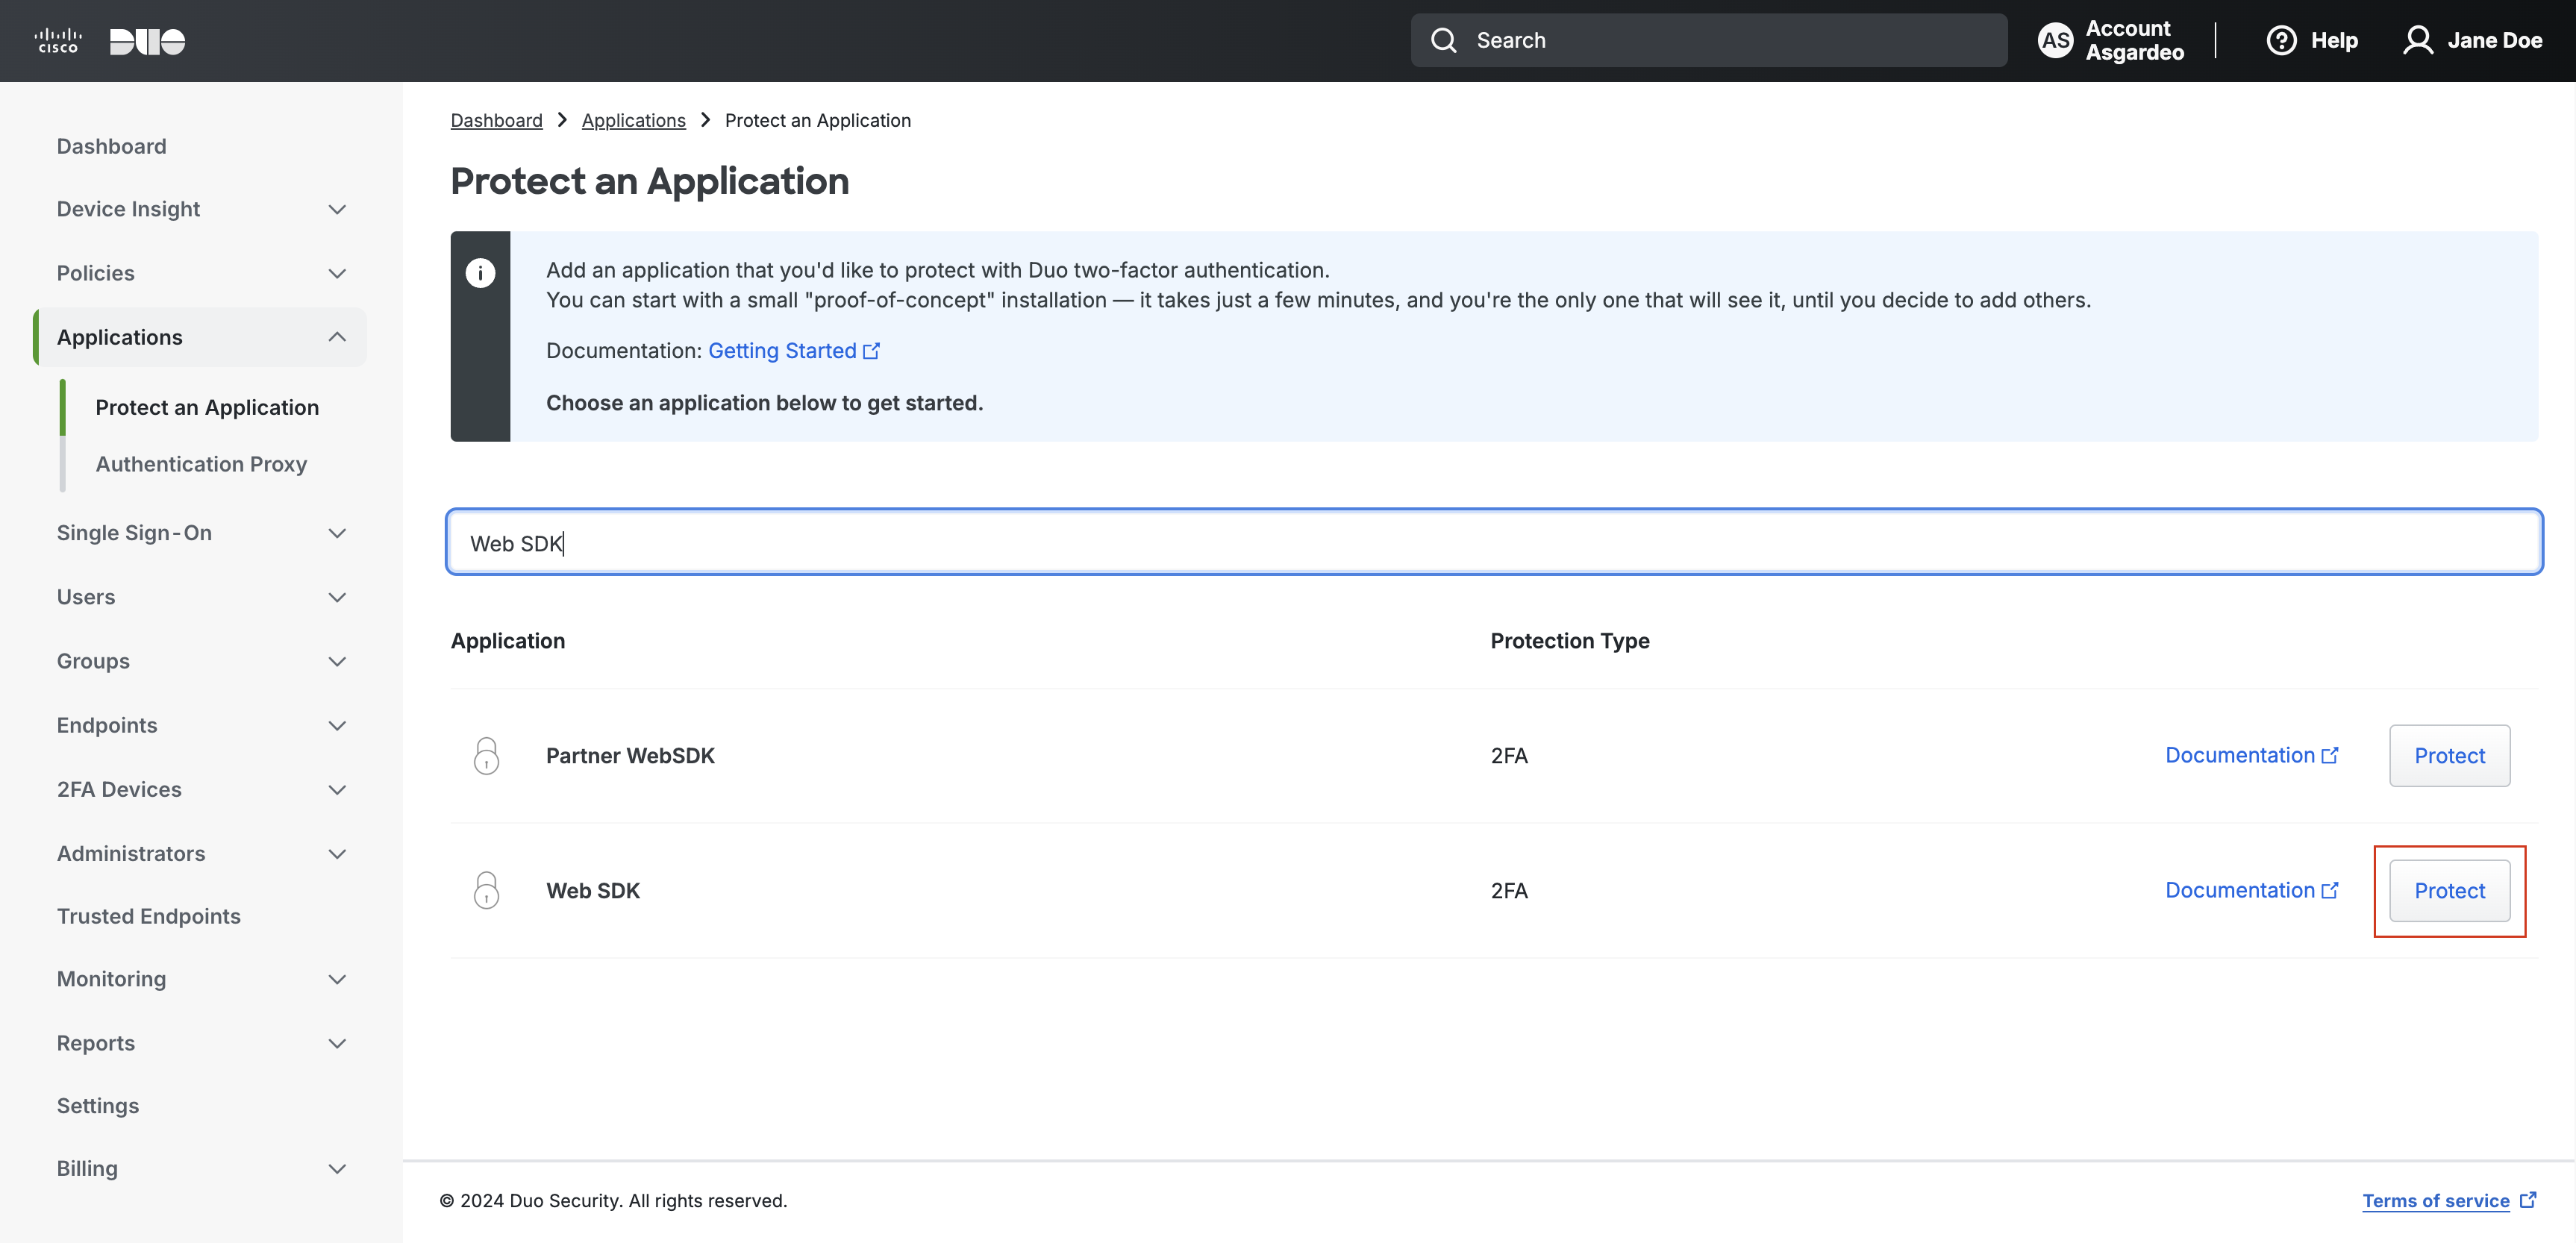 CISCO DUO
Search
AS
Account
Asgardeo
Help
Jane Doe
Dashboard
Device Insight
Policies
Applications
Protect an Application
Authentication Proxy
Single Sign-On
Users
Groups
Endpoints
2FA Devices
Administrators
Trusted Endpoints
Monitoring
Reports
Settings
Billing
Dashboard > Applications > Protect an Application
Protect an Application
Add an application that you'd like to protect with Duo two-factor authentication.
You can start with a small "proof-of-concept" installation — it takes just a few minutes, and you're the only one that will see it, until you decide to add others.
Documentation: Getting Started
Choose an application below to get started.
Web SDK
Application Protection Type
Partner WebSDK 2FA Documentation Protect
Web SDK 2FA Documentation Protect
© 2024 Duo Security. All rights reserved.
Terms of service